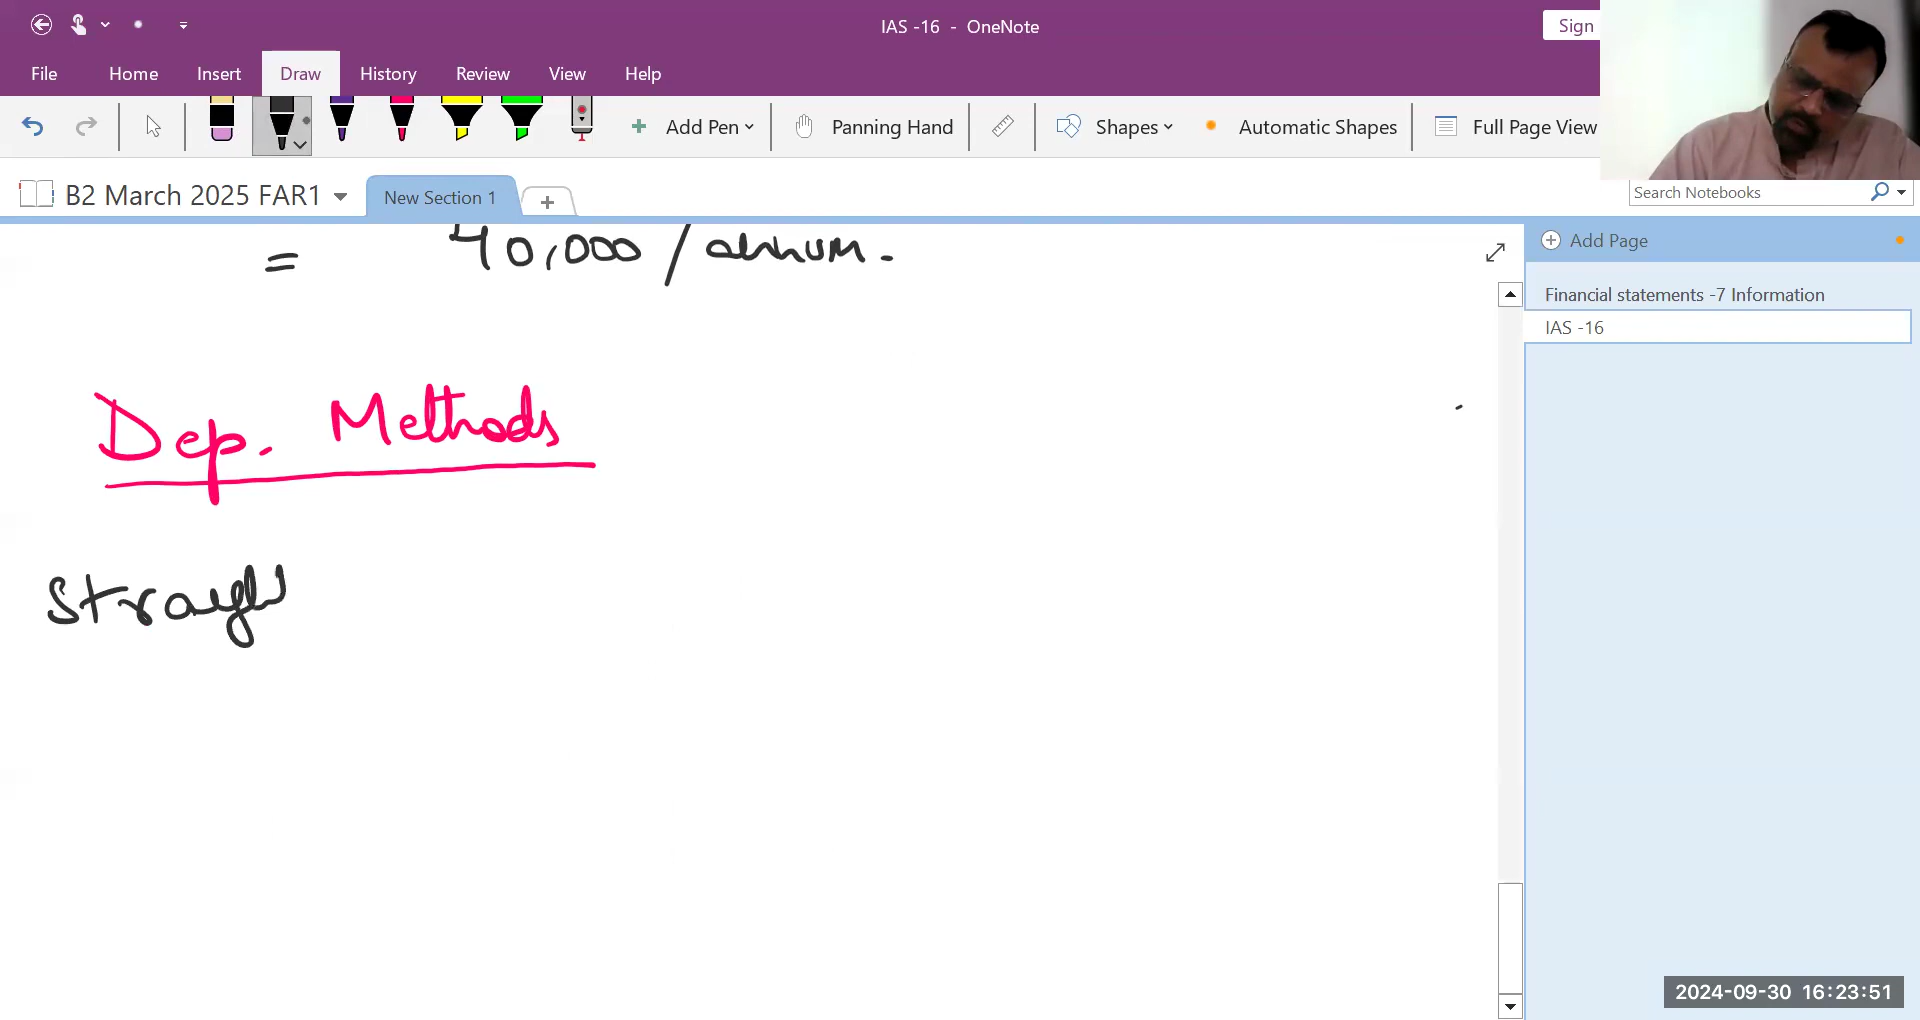 IAS -16 - OneNote
Sign
File Home Insert Draw History Review View Help
Add Pen Panning Hand Shapes Automatic Shapes Full Page View
B2 March 2025 FAR1 New Section 1 Search Notebooks
= 40,000 / annum.
Add Page
Financial statements -7 Information
IAS -16
Dep. Methods
Straigh
2024-09-30 16:23:51